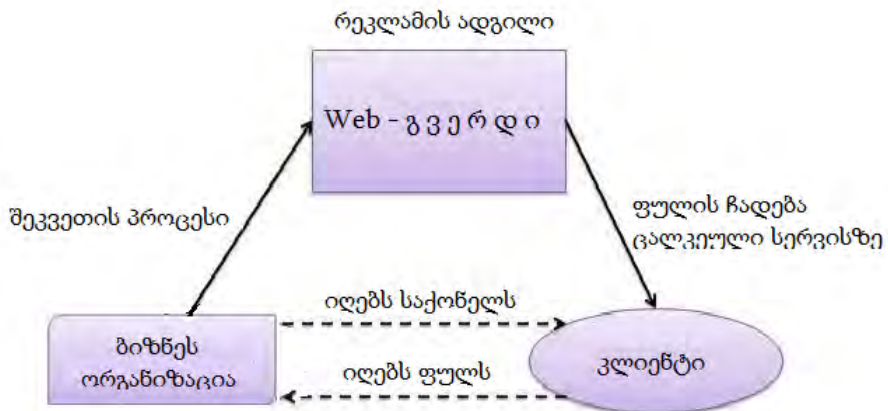 რეკლამის ადგილი
Web - გ ვ ე რ დ ი
შეკვეთის პროცესი
ფულის ჩადება
ცალკეული სერვისზე
იღებს საქონელს
ბიზნეს
ორგანიზაცია
იღებს ფულს
კლიენტი